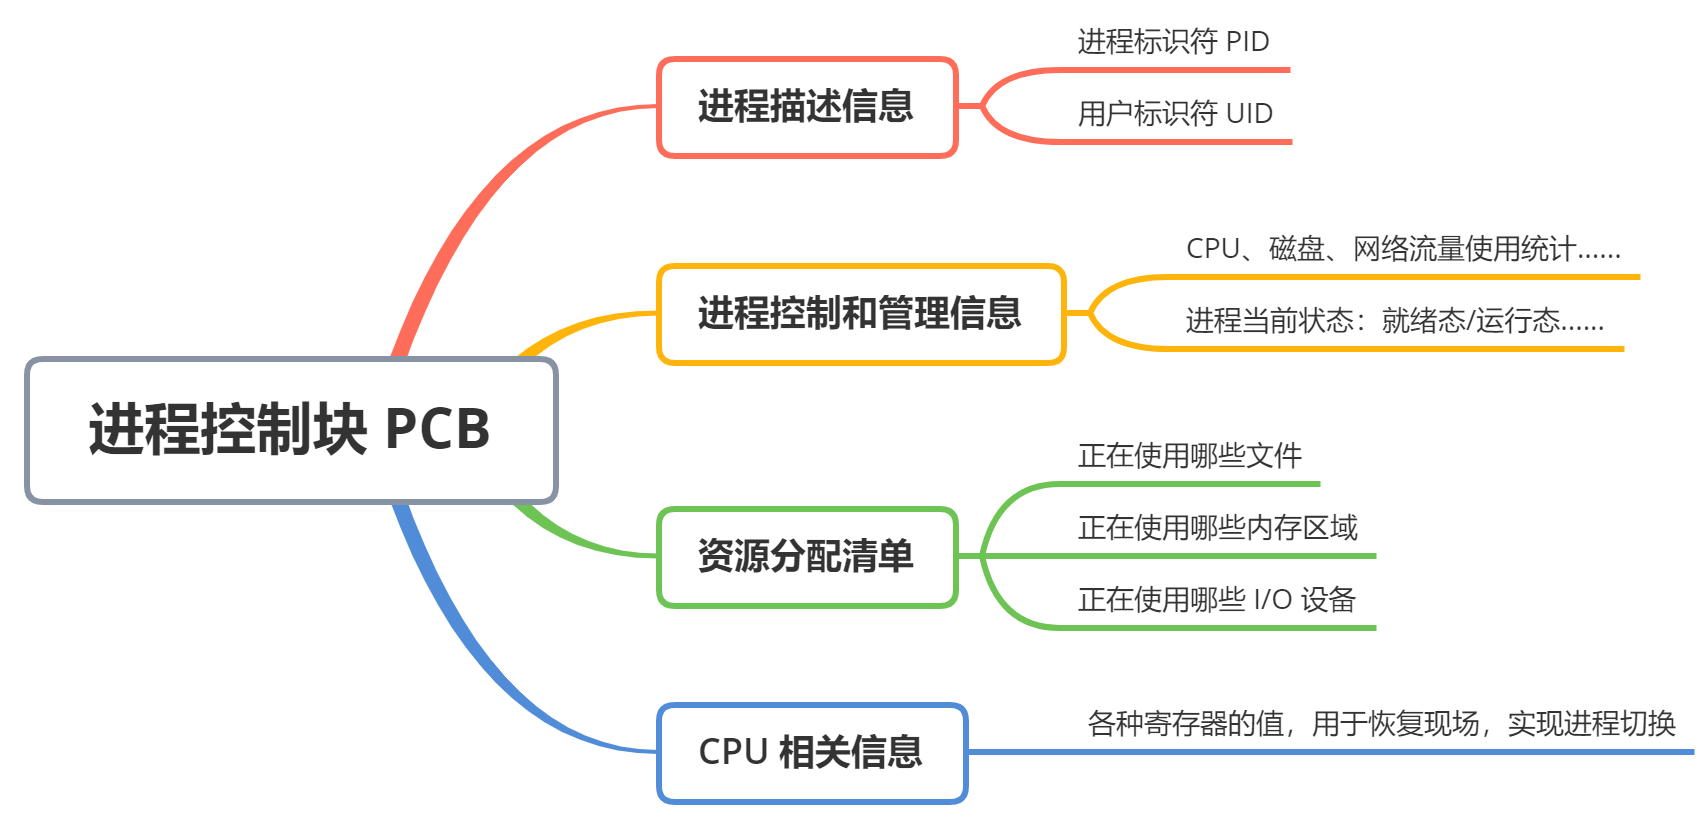 进程控制块 PCB
进程描述信息
进程标识符 PID
用户标识符 UID
进程控制和管理信息
CPU、磁盘、网络流量使用统计......
进程当前状态：就绪态/运行态......
资源分配清单
正在使用哪些文件
正在使用哪些内存区域
正在使用哪些 I/O 设备
CPU 相关信息
各种寄存器的值，用于恢复现场，实现进程切换